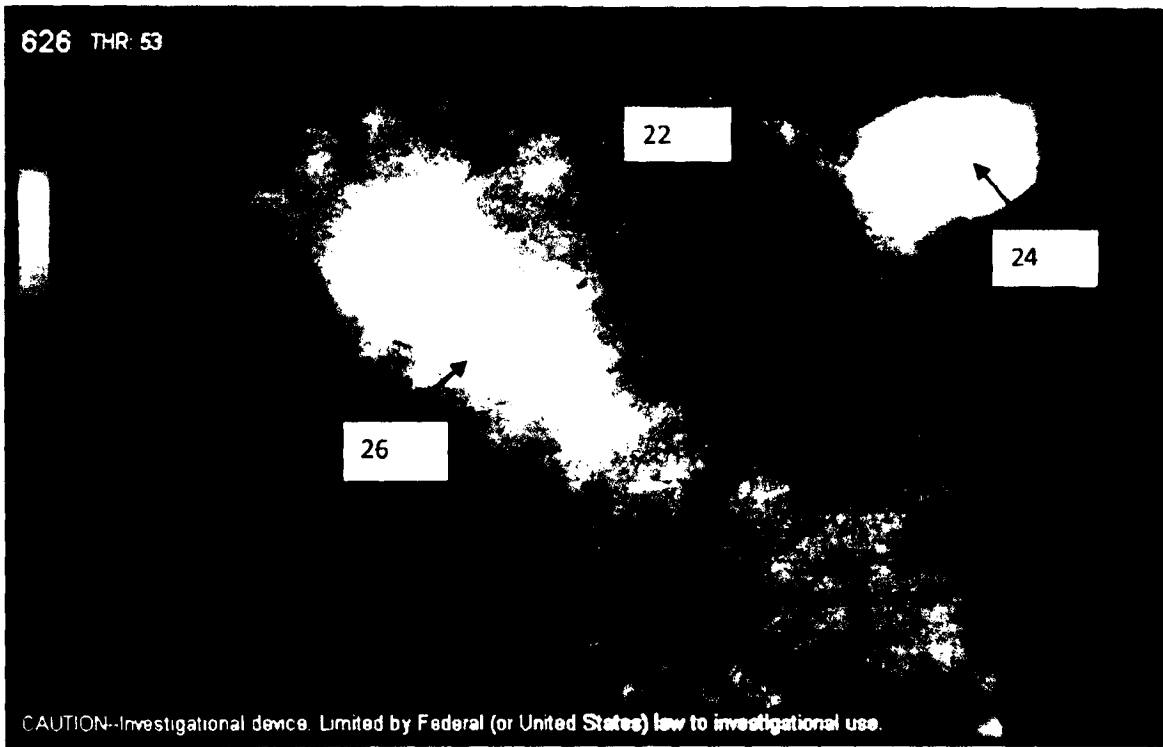 626 THR: 53
22
24
26
CAUTION--Investigational device. Limited by Federal (or United States) law to investigational use.